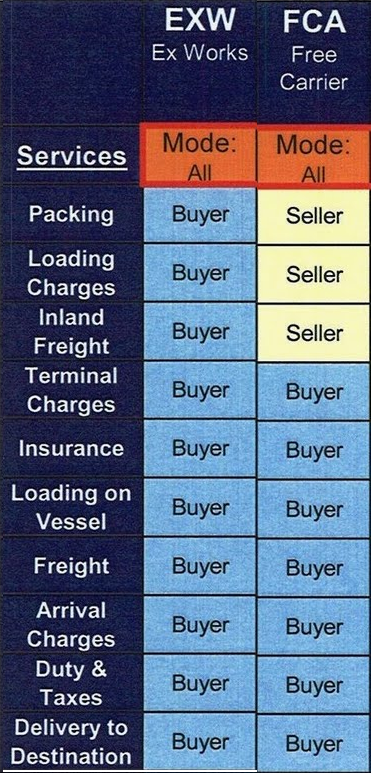 EXW FCA
Ex Works Free
Carrier
Services Mode: All Mode: All
Packing Buyer Seller
Loading
Charges Buyer Seller
Inland
Freight Buyer Seller
Terminal
Charges Buyer Buyer
Insurance Buyer Buyer
Loading on
Vessel Buyer Buyer
Freight Buyer Buyer
Arrival
Charges Buyer Buyer
Duty &
Taxes Buyer Buyer
Delivery to
Destination Buyer Buyer